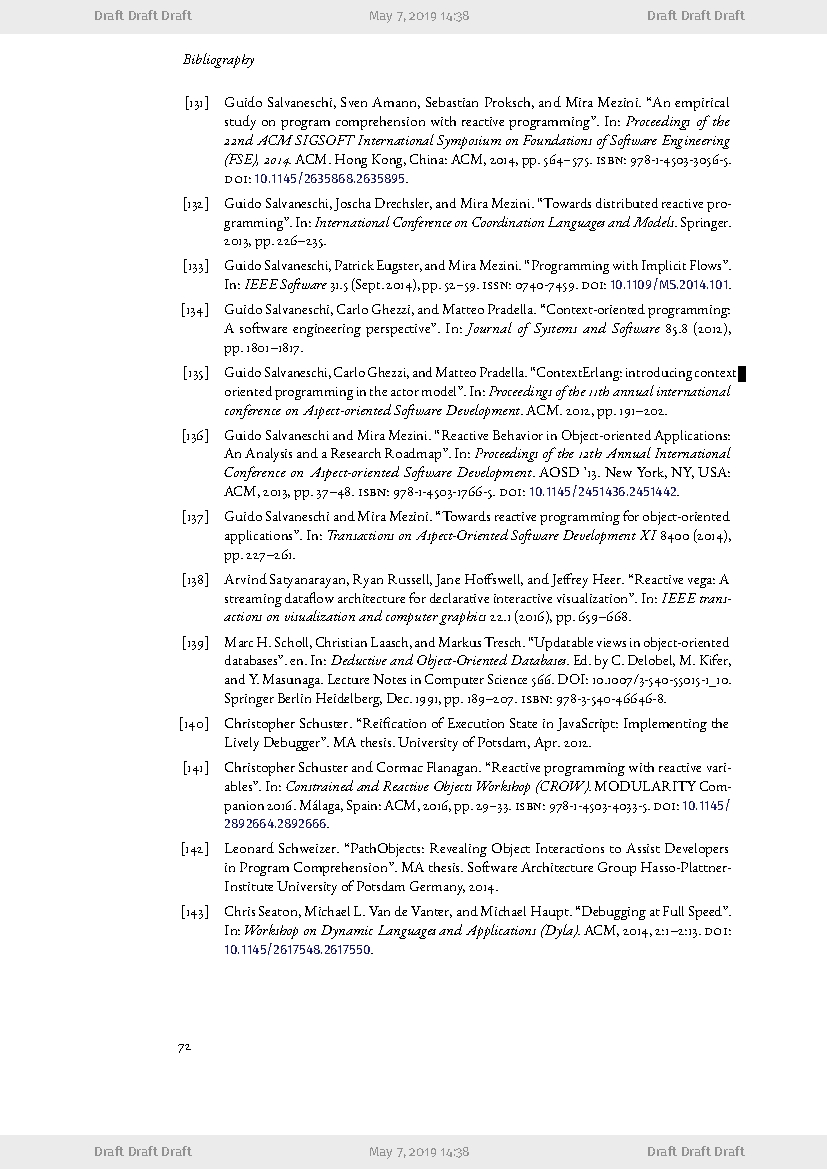 Draft Draft Draft May 7, 2019 14:38 Draft Draft Draft
Bibliography
[131] Guido Salvaneschi, Sven Amann, Sebastian Proksch, and Mira Mezini. “An empirical
study on program comprehension with reactive programming”. In: Proceedings of the
22nd ACM SIGSOFT International Symposium on Foundations of Software Engineering
(FSE), 2014. ACM. Hong Kong, China: ACM, 2014, pp. 564–575. ISBN: 978-1-4503-3056-5.
DOI: 10.1145/2635868.2635895.
[132] Guido Salvaneschi, Joscha Drechsler, and Mira Mezini. “Towards distributed reactive pro-
gramming”. In: International Conference on Coordination Languages and Models. Springer.
2013, pp. 226–235.
[133] Guido Salvaneschi, Patrick Eugster, and Mira Mezini. “Programming with Implicit Flows”.
In: IEEE Software 31.5 (Sept. 2014), pp. 52–59. ISSN: 0740-7459. DOI: 10.1109/MS.2014.101.
[134] Guido Salvaneschi, Carlo Ghezzi, and Matteo Pradella. “Context-oriented programming:
A software engineering perspective”. In: Journal of Systems and Software 85.8 (2012),
pp. 1801–1817.
[135] Guido Salvaneschi, Carlo Ghezzi, and Matteo Pradella. “ContextErlang: introducing context
oriented programming in the actor model”. In: Proceedings of the 11th annual international
conference on Aspect-oriented Software Development. ACM. 2012, pp. 191–202.
[136] Guido Salvaneschi and Mira Mezini. “Reactive Behavior in Object-oriented Applications:
An Analysis and a Research Roadmap”. In: Proceedings of the 12th Annual International
Conference on Aspect-oriented Software Development. AOSD ’13. New York, NY, USA:
ACM, 2013, pp. 37–48. ISBN: 978-1-4503-1766-5. DOI: 10.1145/2451436.2451442.
[137] Guido Salvaneschi and Mira Mezini. “Towards reactive programming for object-oriented
applications”. In: Transactions on Aspect-Oriented Software Development XI 8400 (2014),
pp. 227–261.
[138] Arvind Satyanarayan, Ryan Russell, Jane Hoffswell, and Jeffrey Heer. “Reactive vega: A
streaming dataflow architecture for declarative interactive visualization”. In: IEEE trans-
actions on visualization and computer graphics 22.1 (2016), pp. 659–668.
[139] Marc H. Scholl, Christian Laasch, and Markus Tresch. “Updatable views in object-oriented
databases”. en. In: Deductive and Object-Oriented Databases. Ed. by C. Delobel, M. Kifer,
and Y. Masunaga. Lecture Notes in Computer Science 566. DOI: 10.1007/3-540-55015-1_10.
Springer Berlin Heidelberg, Dec. 1991, pp. 189–207. ISBN: 978-3-540-46646-8.
[140] Christopher Schuster. “Reification of Execution State in JavaScript: Implementing the
Lively Debugger”. MA thesis. University of Potsdam, Apr. 2012.
[141] Christopher Schuster and Cormac Flanagan. “Reactive programming with reactive vari-
ables”. In: Constrained and Reactive Objects Workshop (CROW). MODULARITY Com-
panion 2016. Málaga, Spain: ACM, 2016, pp. 29–33. ISBN: 978-1-4503-4033-5. DOI: 10.1145/
2892664.2892666.
[142] Leonard Schweizer. “PathObjects: Revealing Object Interactions to Assist Developers
in Program Comprehension”. MA thesis. Software Architecture Group Hasso-Plattner-
Institute University of Potsdam Germany, 2014.
[143] Chris Seaton, Michael L. Van de Vanter, and Michael Haupt. “Debugging at Full Speed”.
In: Workshop on Dynamic Languages and Applications (Dyla). ACM, 2014, 2:1–2:13. DOI:
10.1145/2617548.2617550.
72
Draft Draft Draft May 7, 2019 14:38 Draft Draft Draft